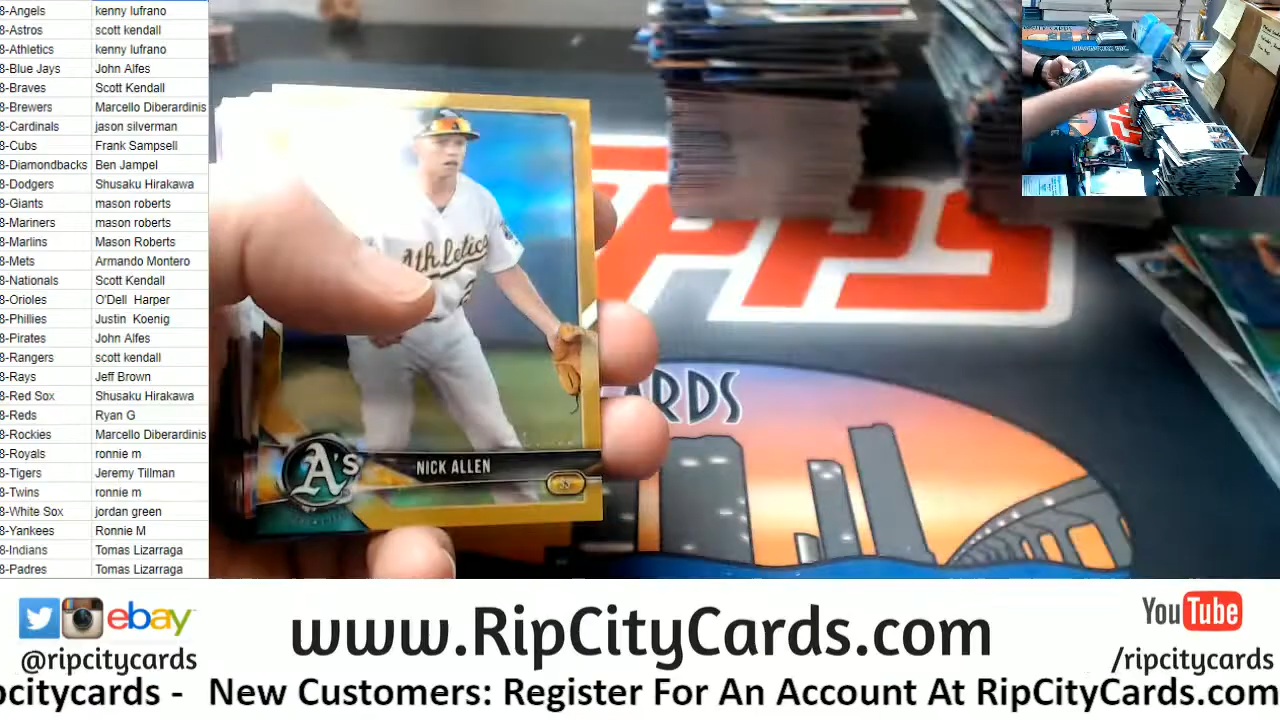 8-Angels kenny lufrano
8-Astros scott kendall
8-Athletics kenny lufrano
8-Blue Jays John Alfes
8-Braves Scott Kendall
8-Brewers Marcello Diberardinis
8-Cardinals jason silverman
8-Cubs Frank Sampsell
8-Diamondbacks Ben Jampel
8-Dodgers Shusaku Hirakawa
8-Giants mason roberts
8-Mariners mason roberts
8-Marlins Mason Roberts
8-Mets Armando Montero
8-Nationals Scott Kendall
8-Orioles O'Dell Harper
8-Phillies Justin Koenig
8-Pirates John Alfes
8-Rangers scott kendall
8-Rays Jeff Brown
8-Red Sox Shusaku Hirakawa
8-Reds Ryan G
8-Rockies Marcello Diberardinis
8-Royals ronnie m
8-Tigers Jeremy Tillman
8-Twins ronnie m
8-White Sox jordan green
8-Yankees Ronnie M
8-Indians Tomas Lizarraga
8-Padres Tomas Lizarraga
Athletics
A's
NICK ALLEN
PPS
ARDS
ebay
@ripcitycards
www.RipCityCards.com
YouTube
/ripcitycards
pcitycards - New Customers: Register For An Account At RipCityCards.com